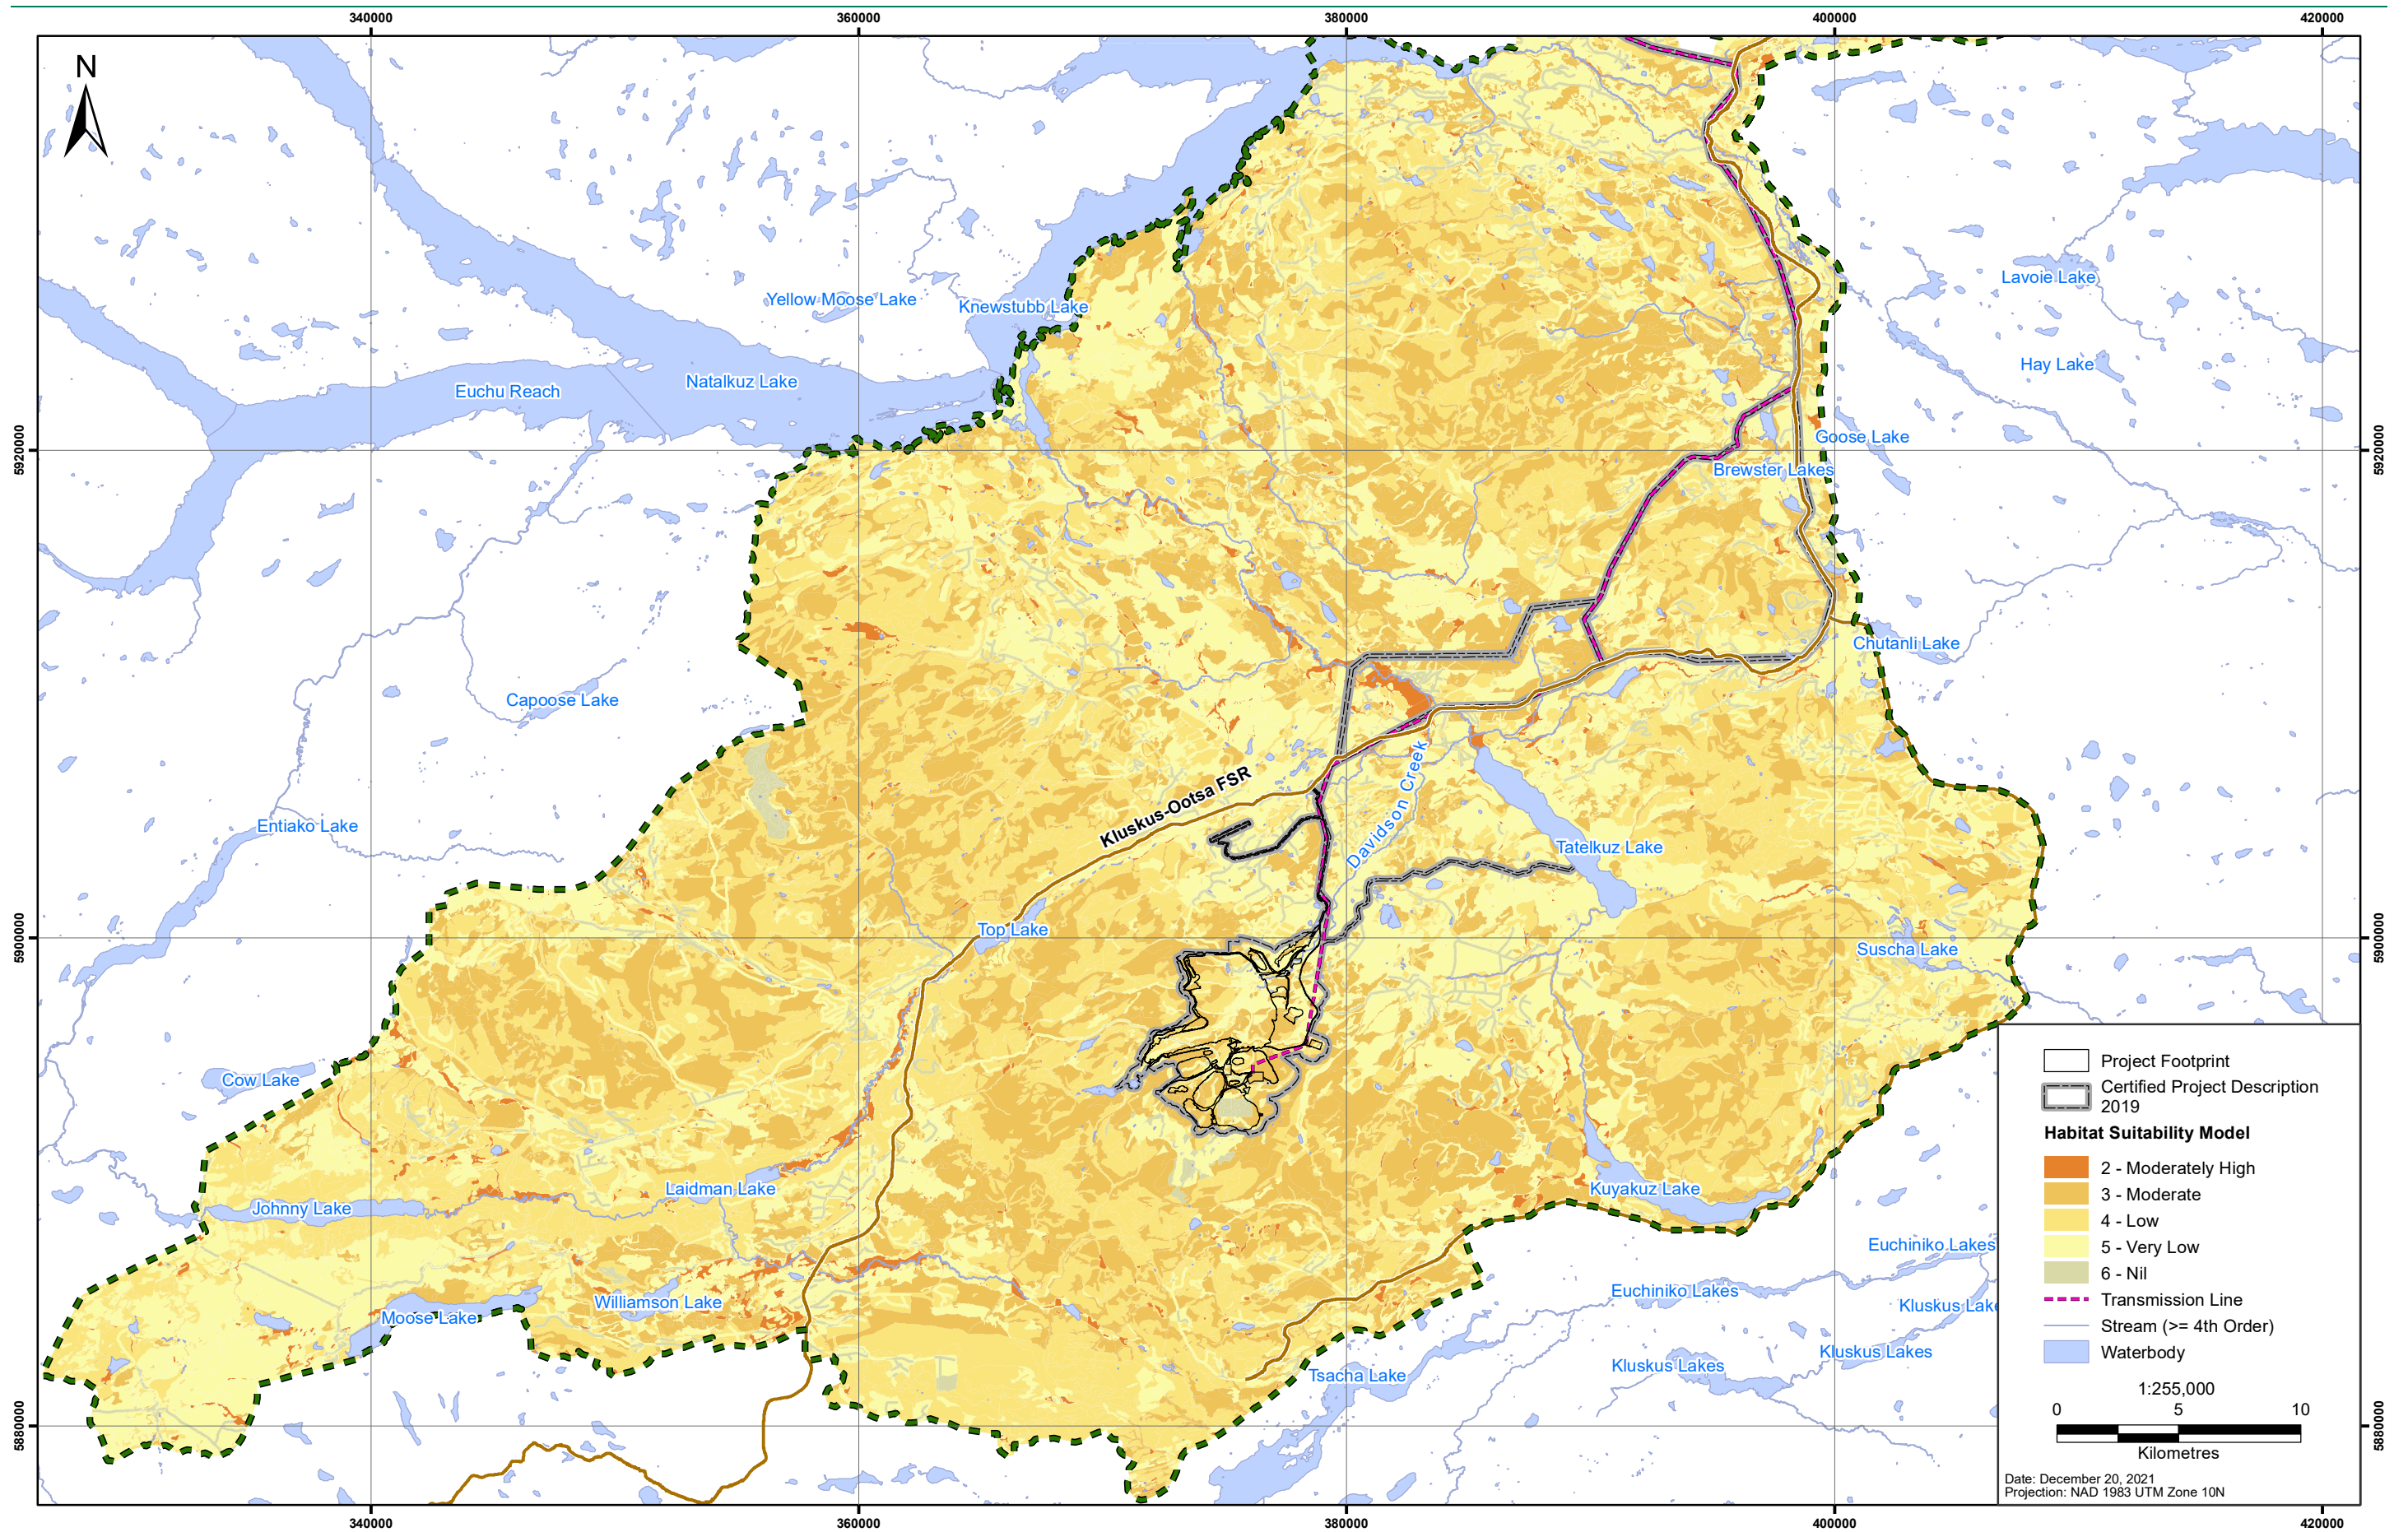 340000
360000
380000
400000
420000
N
Lavoie Lake
Yellow Moose Lake
Knewstubb Lake
Hay Lake
Natalkuz Lake
Euchu Reach
Goose Lake
5920000
5920000
Brewster Lakes
Chutanli Lake
Capoose Lake
Davidson Creek
Kluskus-Ootsa FSR
Entiako Lake
Tatelkuz Lake
Top Lake
5900000
5900000
Suscha Lake
Cow Lake
Laidman Lake
Kuyakuz Lake
Johnny Lake
Euchiniko Lakes
Euchiniko Lakes
Williamson Lake
Kluskus Lake
Moose Lake
Kluskus Lakes
Kluskus Lakes
Tsacha Lake
5880000
5880000
Project Footprint
Certified Project Description
2019
Habitat Suitability Model
2 - Moderately High
3 - Moderate
4 - Low
5 - Very Low
6 - Nil
Transmission Line
Stream (>= 4th Order)
Waterbody
1:255,000
0 5 10
Kilometres
Date: December 20, 2021
Projection: NAD 1983 UTM Zone 10N
340000
360000
380000
400000
420000